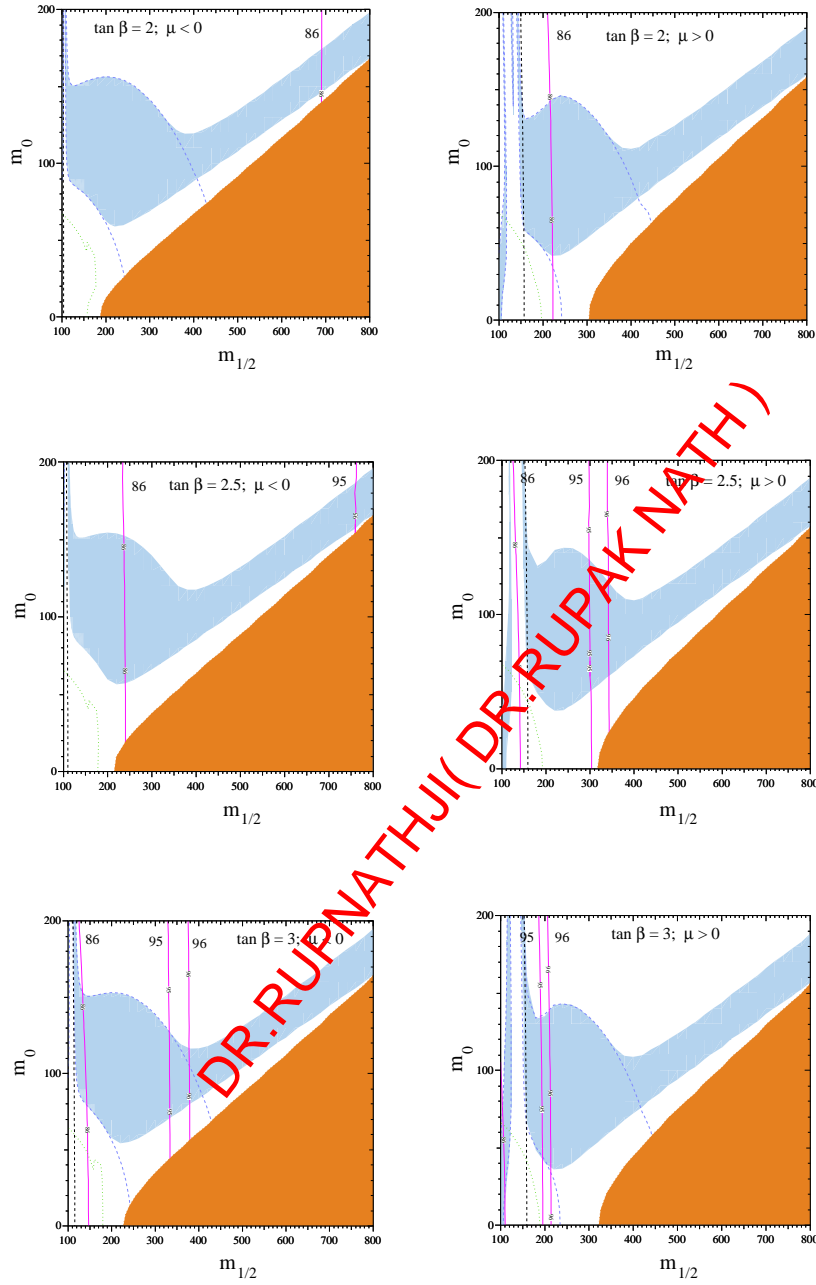 200
100
0
m0
86
tan β = 2; μ < 0
100 200 300 400 500 600 700 800
m1/2
200
100
0
m0
86
tan β = 2; μ > 0
100 200 300 400 500 600 700 800
m1/2
200
100
0
m0
86
tan β = 2.5; μ < 0
95
100 200 300 400 500 600 700 800
m1/2
200
100
0
m0
86
95
96
tan β = 2.5; μ > 0
100 200 300 400 500 600 700 800
m1/2
200
100
0
m0
86
95
96
tan β = 3; μ < 0
100 200 300 400 500 600 700 800
m1/2
200
100
0
m0
95
96
tan β = 3; μ > 0
100 200 300 400 500 600 700 800
m1/2
DR.RUPNATHJI( DR.RUPAK NATH )